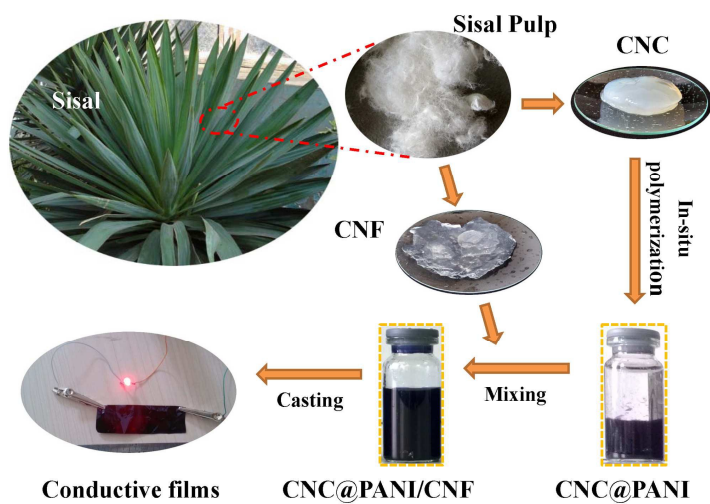 Sisal Pulp
CNC
Sisal
In-situ
polymerization
CNF
Mixing
Casting
Conductive films
CNC@PANI/CNF
CNC@PANI